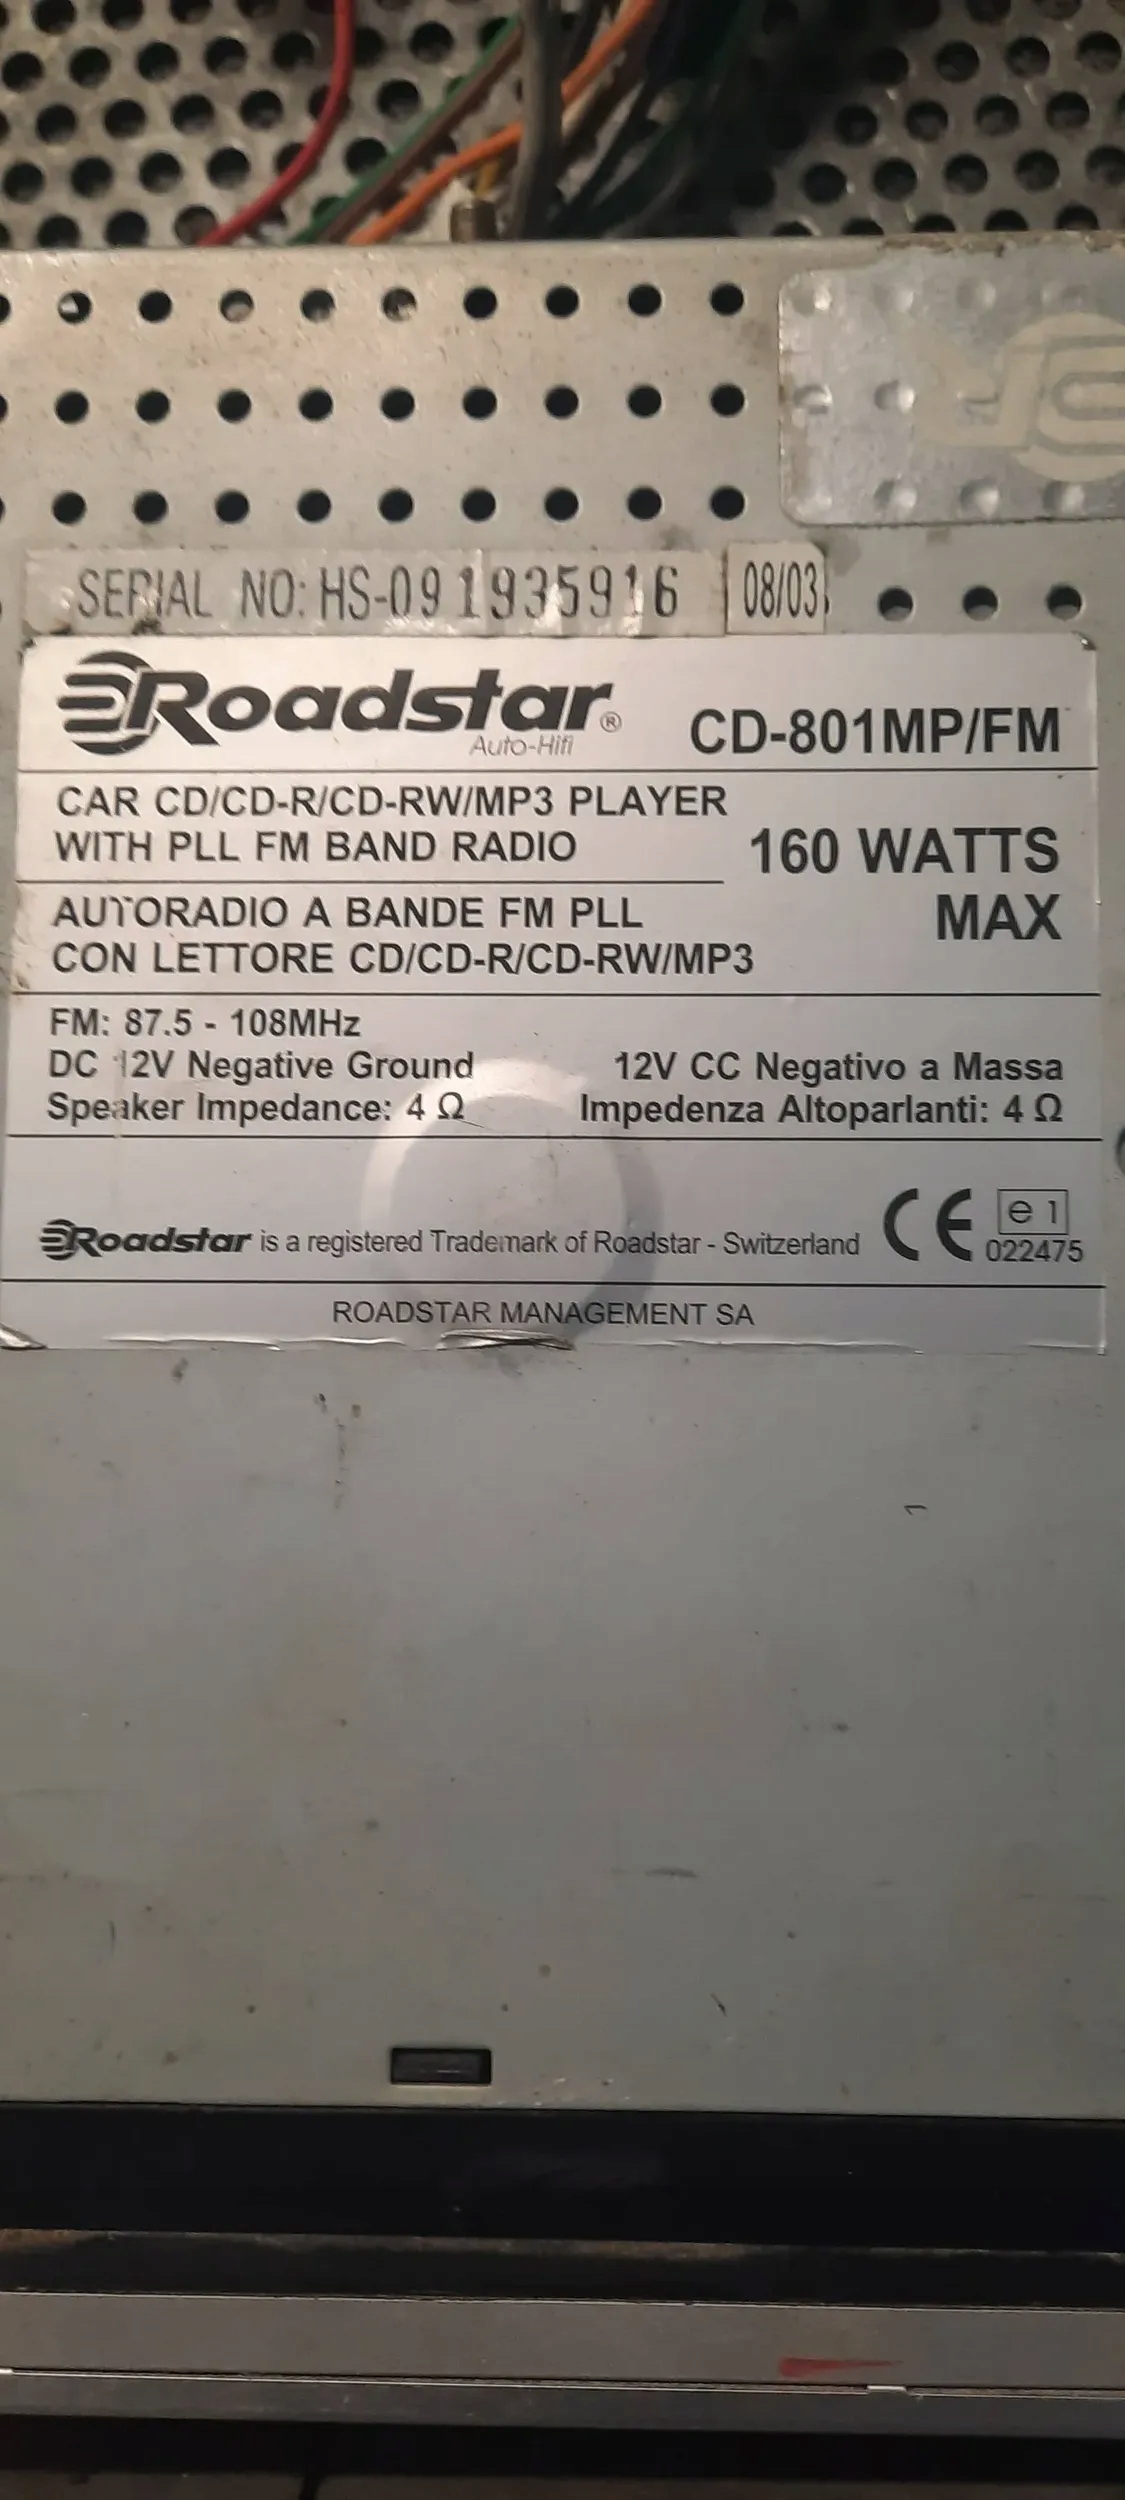 SERIAL NO: HS-091935916 08/03
Roadstar® CD-801MP/FM
Auto-Hifi
CAR CD/CD-R/CD-RW/MP3 PLAYER
WITH PLL FM BAND RADIO
160 WATTS
MAX
AUTORADIO A BANDE FM PLL
CON LETTORE CD/CD-R/CD-RW/MP3
FM: 87.5 - 108MHz
DC 12V Negative Ground 12V CC Negativo a Massa
Speaker Impedance: 4 Ω Impedenza Altoparlanti: 4 Ω
Roadstar is a registered Trademark of Roadstar - Switzerland CE e 1
022475
ROADSTAR MANAGEMENT SA